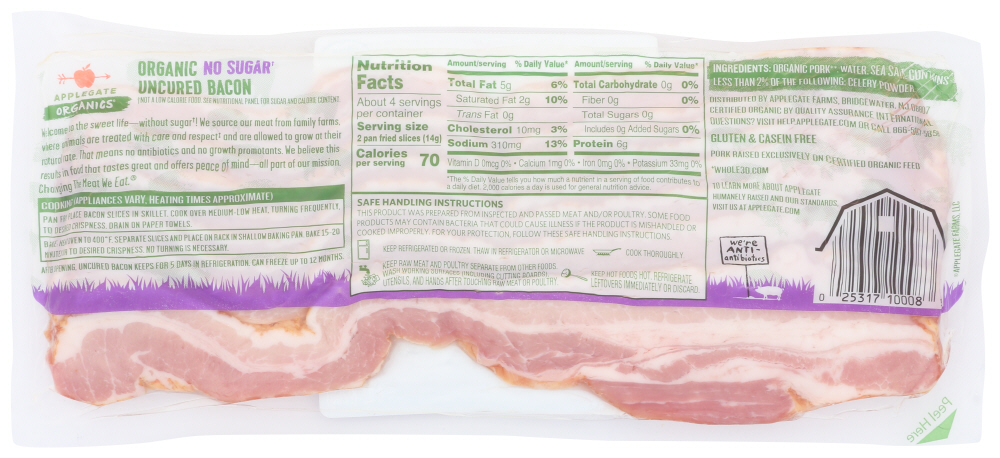 APPLEGATE
ORGANICS
ORGANIC NO SUGAR†
UNCURED BACON
(NOT A LOW CALORIE FOOD. SEE NUTRITIONAL PANEL FOR SUGAR AND CALORIE CONTENT.
Welcome to the sweet life—without sugar†! We source our meat from family farms,
where animals are treated with care and respect‡ and are allowed to grow at their
natural rate. That means no antibiotics and no growth promotants. We believe this
results in food that tastes great and offers peace of mind—all part of our mission.
Changing The Meat We Eat.®
COOKING (APPLIANCES VARY, HEATING TIMES APPROXIMATE)
PAN FRY: PLACE BACON SLICES IN SKILLET. COOK OVER MEDIUM-LOW HEAT, TURNING FREQUENTLY,
TO DESIRED CRISPNESS. DRAIN ON PAPER TOWELS.
BAKE: HEAT OVEN TO 400°F. SEPARATE SLICES AND PLACE ON RACK IN SHALLOW BAKING PAN. BAKE 15-20
MINUTES OR TO DESIRED CRISPNESS. NO TURNING IS NECESSARY.
AFTER OPENING, UNCURED BACON KEEPS FOR 5 DAYS IN REFRIGERATION, CAN FREEZE UP TO 12 MONTHS.
Nutrition
Facts
About 4 servings
per container
Serving size
2 pan fried slices (14g)
Calories
per serving 70
Amount/serving % Daily Value*
Total Fat 5g 6%
Saturated Fat 2g 10%
Trans Fat 0g
Cholesterol 10mg 3%
Sodium 310mg 13%
Amount/serving % Daily Value*
Total Carbohydrate 0g 0%
Fiber 0g 0%
Total Sugars 0g
Includes 0g Added Sugars 0%
Protein 6g
Vitamin D 0mcg 0% • Calcium 1mg 0% • Iron 0mg 0% • Potassium 33mg 0%
*The % Daily Value tells you how much a nutrient in a serving of food contributes to
a daily diet. 2,000 calories a day is used for general nutrition advice.
SAFE HANDLING INSTRUCTIONS
THIS PRODUCT WAS PREPARED FROM INSPECTED AND PASSED MEAT AND/OR POULTRY. SOME FOOD
PRODUCTS MAY CONTAIN BACTERIA THAT COULD CAUSE ILLNESS IF THE PRODUCT IS MISHANDLED OR
COOKED IMPROPERLY. FOR YOUR PROTECTION, FOLLOW THESE SAFE HANDLING INSTRUCTIONS.
KEEP REFRIGERATED OR FROZEN. THAW IN REFRIGERATOR OR MICROWAVE
COOK THOROUGHLY
KEEP RAW MEAT AND POULTRY SEPARATE FROM OTHER FOODS.
WASH WORKING SURFACES (INCLUDING CUTTING BOARDS),
UTENSILS, AND HANDS AFTER TOUCHING RAW MEAT OR POULTRY.
KEEP HOT FOODS HOT. REFRIGERATE
LEFTOVERS IMMEDIATELY OR DISCARD.
INGREDIENTS: ORGANIC PORK**, WATER, SEA SALT, CONTAINS
LESS THAN 2% OF THE FOLLOWING: CELERY POWDER.
DISTRIBUTED BY APPLEGATE FARMS, BRIDGEWATER, NJ
CERTIFIED ORGANIC BY QUALITY ASSURANCE INTERNATIONAL
QUESTIONS? VISIT HELP.APPLEGATE.COM OR CALL
GLUTEN & CASEIN FREE
PORK RAISED EXCLUSIVELY ON CERTIFIED ORGANIC FEED
*WHOLE30.COM
TO LEARN MORE ABOUT APPLEGATE
HUMANELY RAISED AND OUR STANDARDS,
VISIT US AT APPLEGATE.COM
we're
ANTI-
antibiotics
0 25317 10008
©APPLEGATE FARMS, LLC
Peel Here